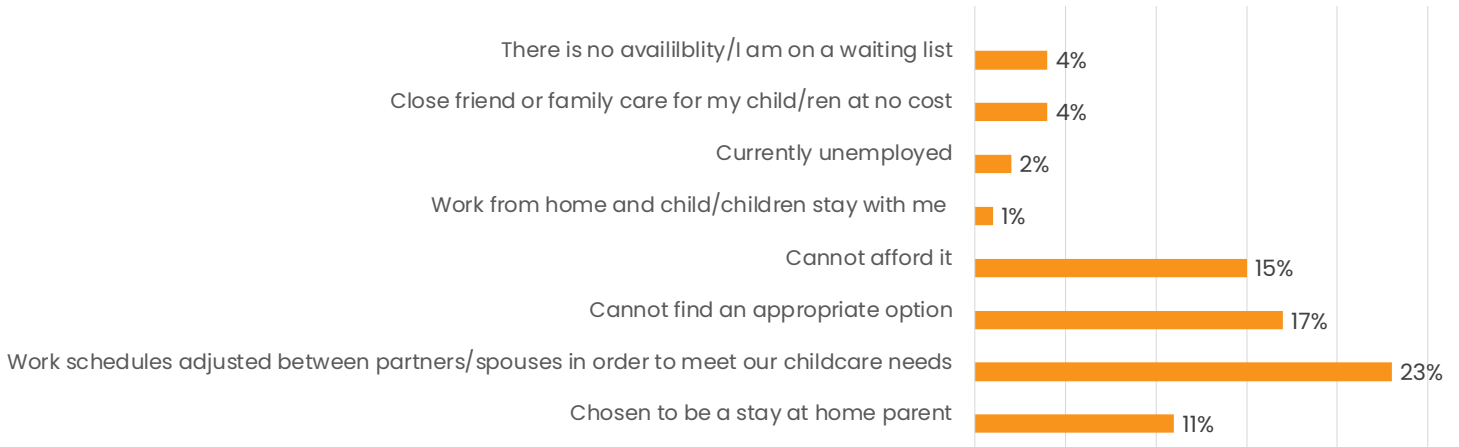 There is no availilblity/I am on a waiting list 4%
Close friend or family care for my child/ren at no cost 4%
Currently unemployed 2%
Work from home and child/children stay with me 1%
Cannot afford it 15%
Cannot find an appropriate option 17%
Work schedules adjusted between partners/spouses in order to meet our childcare needs 23%
Chosen to be a stay at home parent 11%